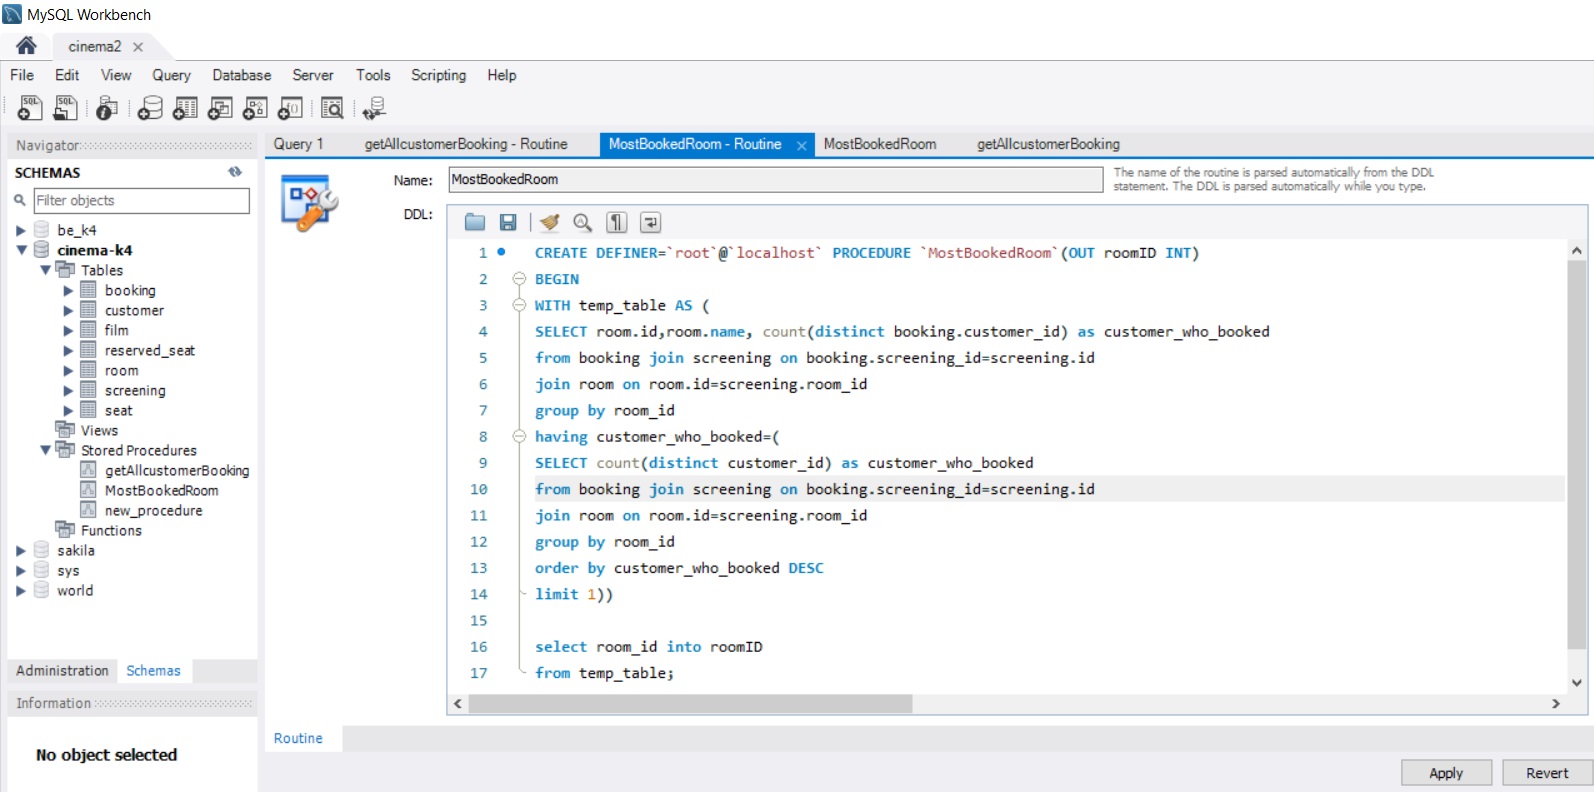 MySQL Workbench
cinema2
File Edit View Query Database Server Tools Scripting Help
SQL SQL
Navigator
SCHEMAS
Filter objects
be_k4
cinema-k4
Tables
booking
customer
film
reserved_seat
room
screening
seat
Views
Stored Procedures
getAllcustomerBooking
MostBookedRoom
new_procedure
Functions
sakila
sys
world
Administration Schemas
Information
No object selected
Query 1 getAllcustomerBooking - Routine MostBookedRoom - Routine MostBookedRoom getAllcustomerBooking
Name: MostBookedRoom
The name of the routine is parsed automatically from the DDL
statement. The DDL is parsed automatically while you type.
DDL:
1 CREATE DEFINER=`root`@`localhost` PROCEDURE `MostBookedRoom`(OUT roomID INT)
2 BEGIN
3 WITH temp_table AS (
4 SELECT room.id,room.name, count(distinct booking.customer_id) as customer_who_booked
5 from booking join screening on booking.screening_id=screening.id
6 join room on room.id=screening.room_id
7 group by room_id
8 having customer_who_booked=(
9 SELECT count(distinct customer_id) as customer_who_booked
10 from booking join screening on booking.screening_id=screening.id
11 join room on room.id=screening.room_id
12 group by room_id
13 order by customer_who_booked DESC
14 limit 1))
15
16 select room_id into roomID
17 from temp_table;
Routine
Apply Revert